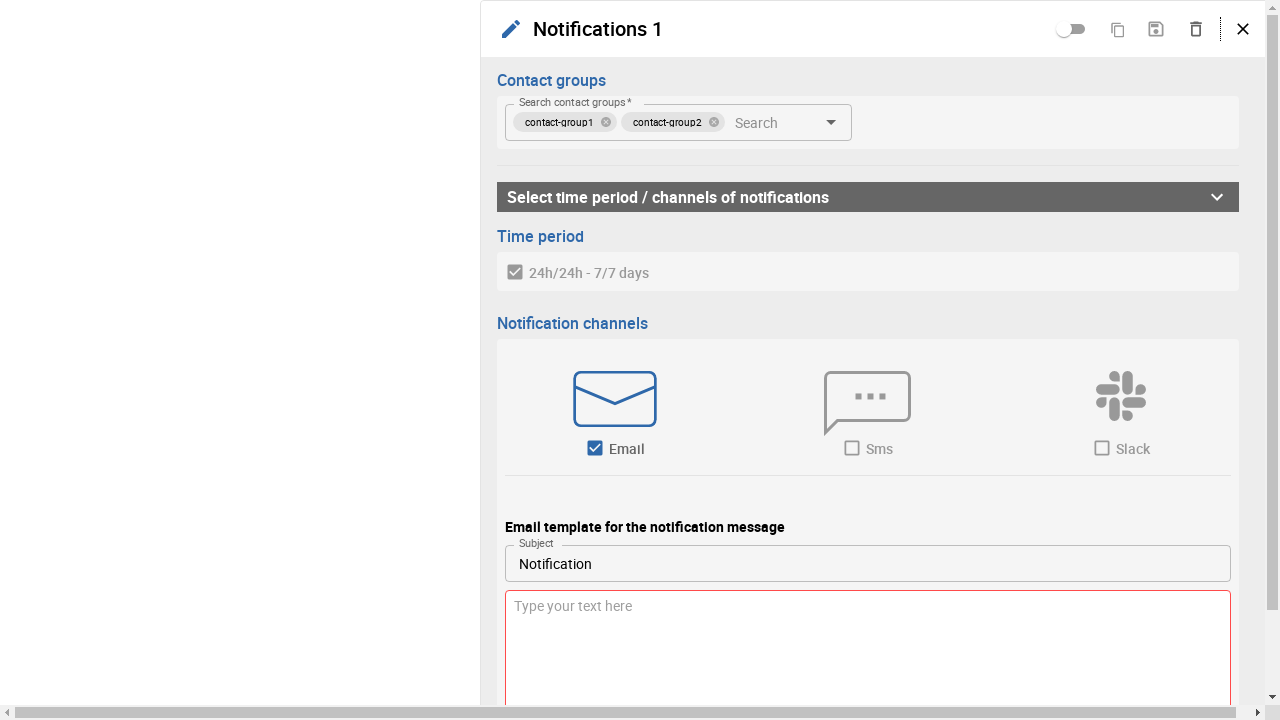 Notifications 1
Contact groups
Search contact groups *
contact-group1
contact-group2
Search
Select time period / channels of notifications
Time period
24h/24h - 7/7 days
Notification channels
Email
Sms
Slack
Email template for the notification message
Subject
Notification
Type your text here